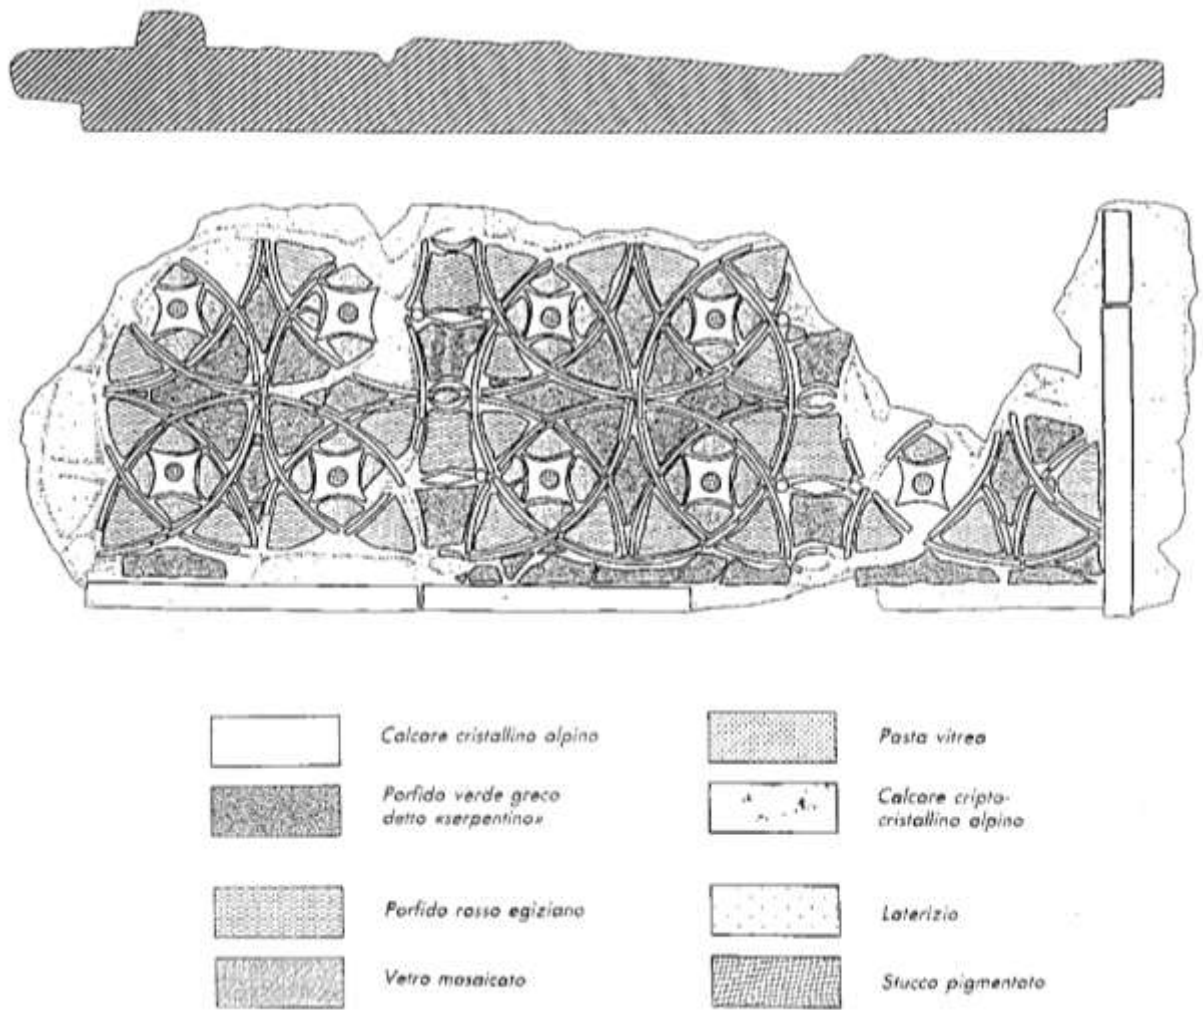 Calcare cristallino alpino
Porfido verde greco
detto «serpentino»
Porfido rosso egiziano
Vetro mosaicato
Pasta vitrea
Calcare cripto-
cristallino alpino
Laterizio
Stucco pigmentato